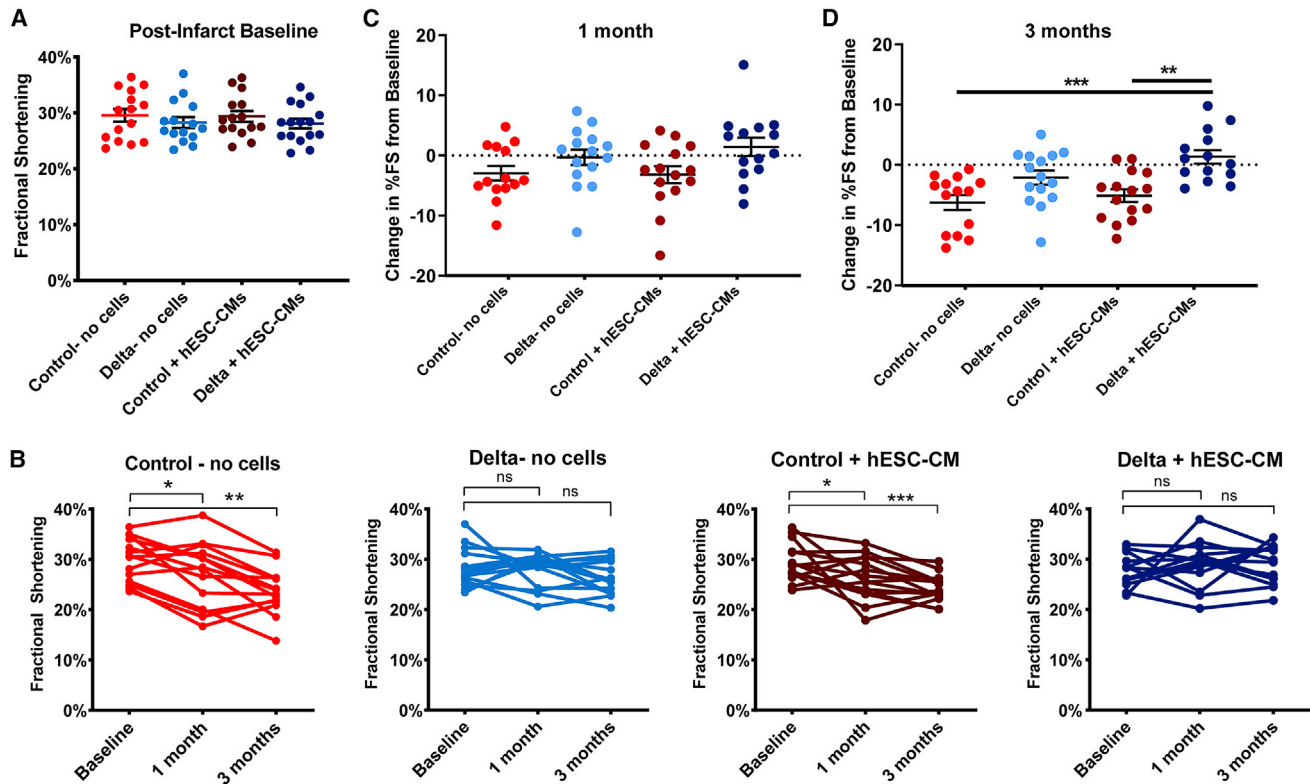 A
Post-Infarct Baseline
Fractional Shortening
40%
30%
20%
10%
0%
Control- no cells
Delta- no cells
Control + hESC-CMs
Delta + hESC-CMs
C
1 month
Change in %FS from Baseline
20
10
0
-10
-20
Control- no cells
Delta- no cells
Control + hESC-CMs
Delta + hESC-CMs
D
3 months
Change in %FS from Baseline
20
10
0
-10
-20
***
**
Control- no cells
Delta- no cells
Control + hESC-CMs
Delta + hESC-CMs
B
Control - no cells
Fractional Shortening
40%
30%
20%
10%
0%
*
**
Baseline
1 month
3 months
Delta- no cells
Fractional Shortening
40%
30%
20%
10%
0%
ns
ns
Baseline
1 month
3 months
Control + hESC-CM
Fractional Shortening
40%
30%
20%
10%
0%
*
***
Baseline
1 month
3 months
Delta + hESC-CM
Fractional Shortening
40%
30%
20%
10%
0%
ns
ns
Baseline
1 month
3 months